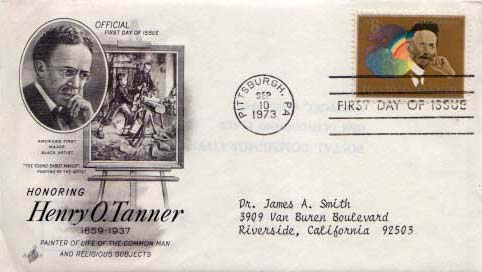 OFFICIAL
FIRST DAY OF ISSUE
AMERICA'S FIRST
MAJOR
BLACK ARTIST
"THE YOUNG SABOT MAKER"
PAINTING BY THE ARTIST
HONORING
Henry O. Tanner
1859-1937
PAINTER OF LIFE OF THE COMMON MAN
AND RELIGIOUS SUBJECTS
PITTSBURGH, PA
SEP
10
1973
FIRST DAY OF ISSUE
Dr. James A. Smith
3909 Van Buren Boulevard
Riverside, California 92503